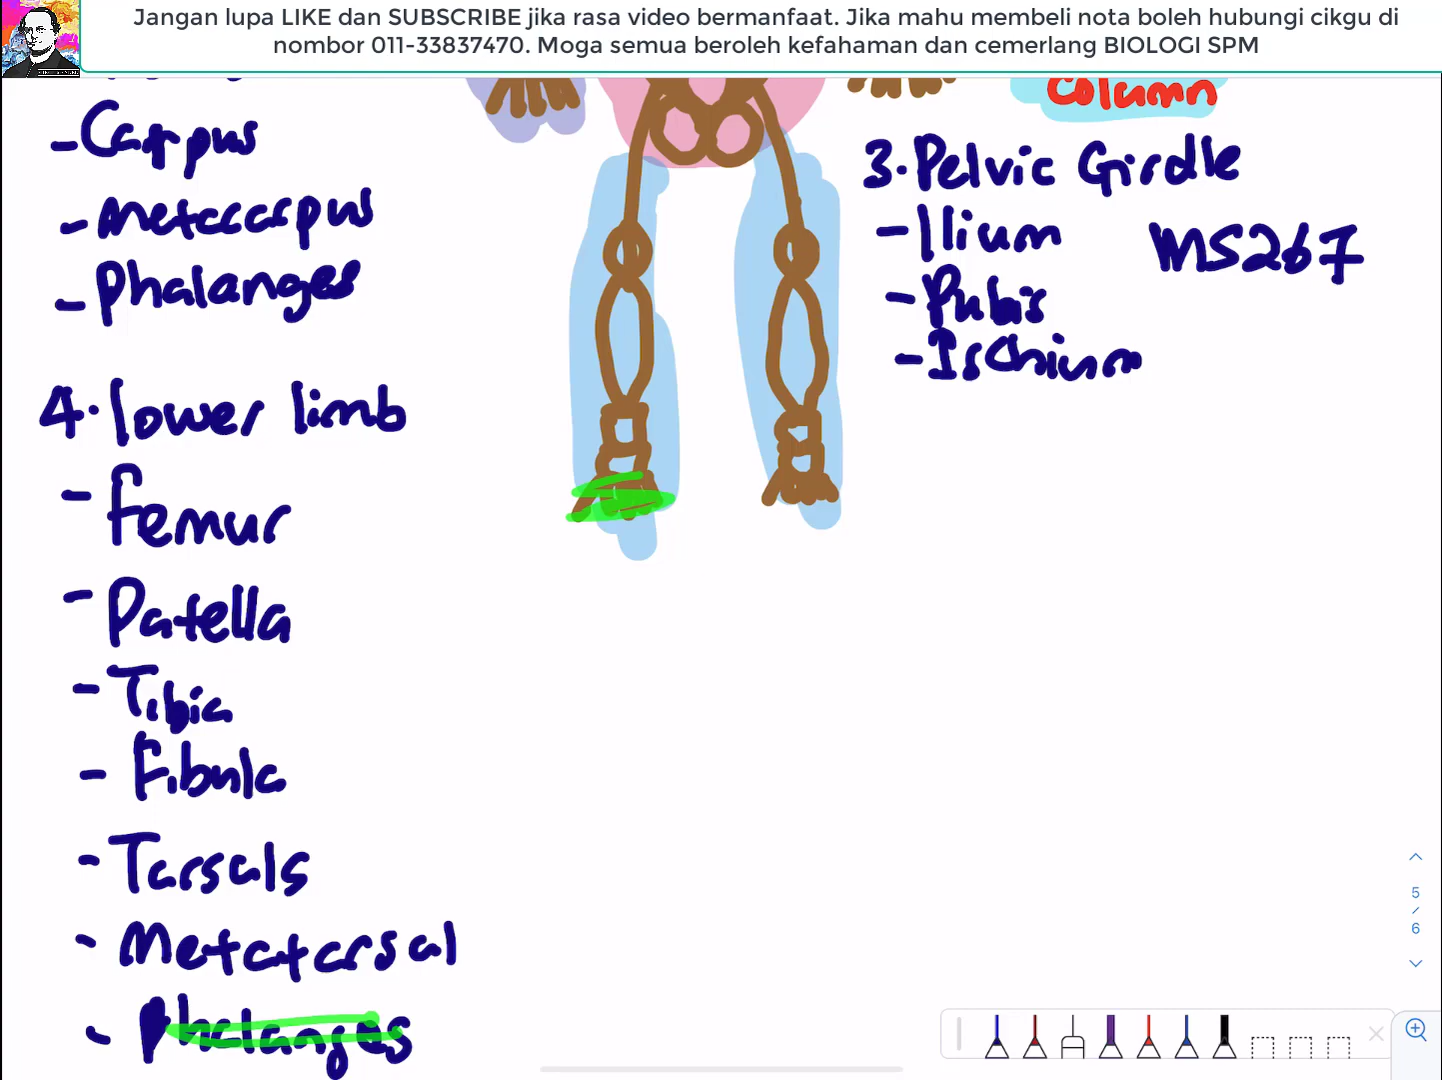 Jangan lupa LIKE dan SUBSCRIBE jika rasa video bermanfaat. Jika mahu membeli nota boleh hubungi cikgu di
nombor 011-33837470. Moga semua beroleh kefahaman dan cemerlang BIOLOGI SPM
- Carpus
- Metacarpus
- Phalanges
4. lower limb
- femur
- Patella
- Tibia
- Fibula
- Tarsals
- Metatarsal
- Phalanges
column
3. Pelvic Girdle
- Ilium
- Pubis
- Ischium
MS267
5
6